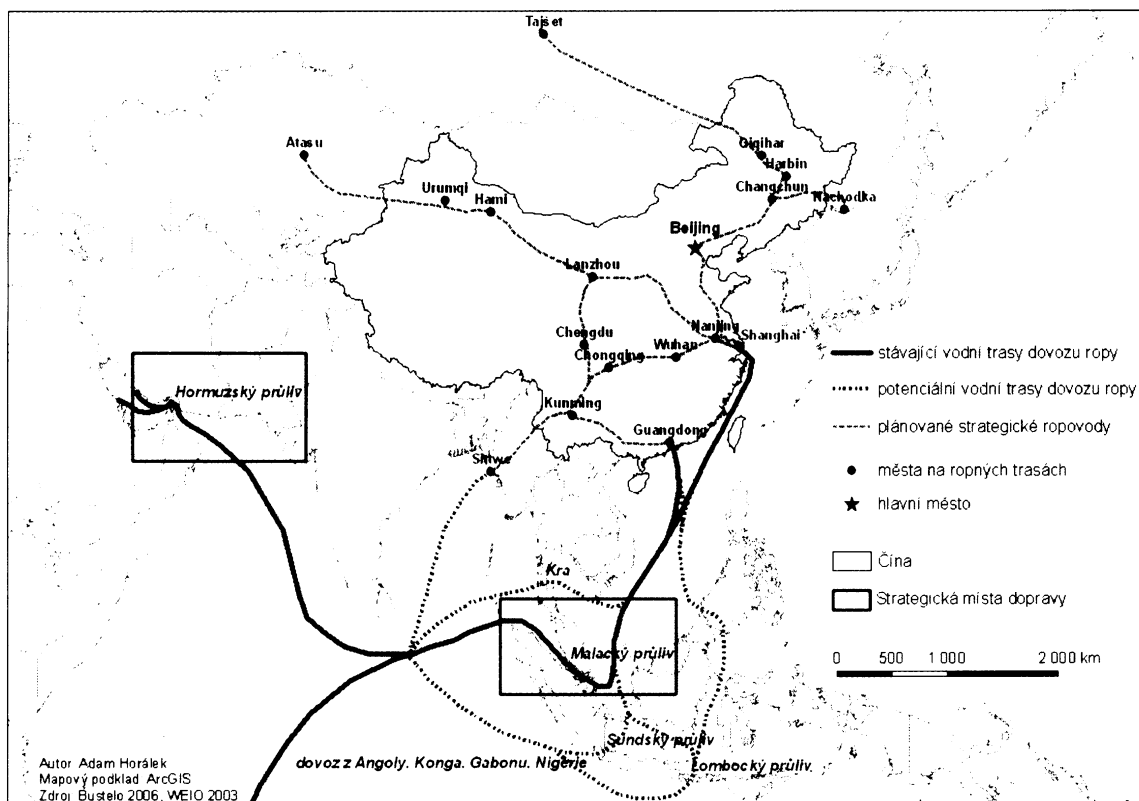 Tajšet
Atasu
Urumqi
Hami
Qiqihar
Harbin
Changchun
Nachodka
Beijing
Lanzhou
Chengdu
Chongqing
Wuhan
Nanjing
Shanghai
Kunming
Guangdong
Sittwe
Hormuzský průliv
Kra
Malacký průliv
Sundský průliv
Lombocký průliv
dovoz z Angoly, Konga, Gabonu, Nigérie
stávající vodní trasy dovozu ropy
potenciální vodní trasy dovozu ropy
plánované strategické ropovody
města na ropných trasách
hlavní město
Čína
Strategická místa dopravy
0 500 1 000 2 000 km
Autor Adam Horálek
Mapový podklad ArcGIS
Zdroj Bustelo 2006, WEIO 2003